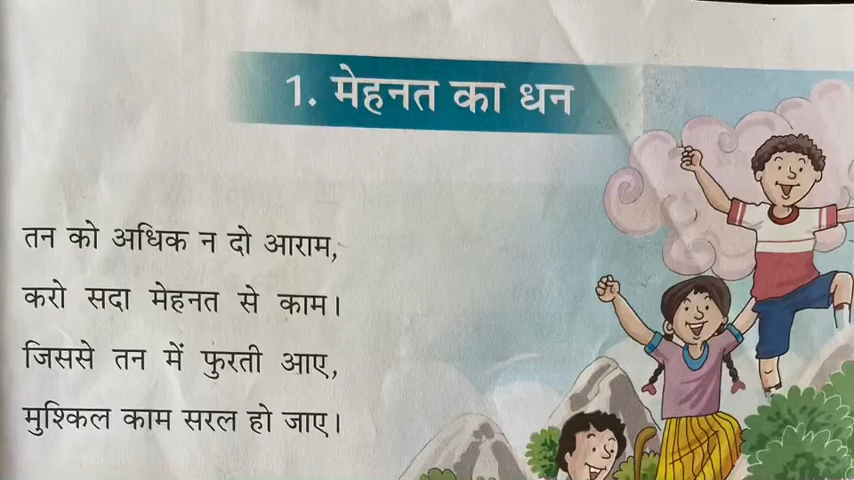 1. मेहनत का धन
तन को अधिक न दो आराम,
करो सदा मेहनत से काम।
जिससे तन में फुरती आए,
मुश्किल काम सरल हो जाए।